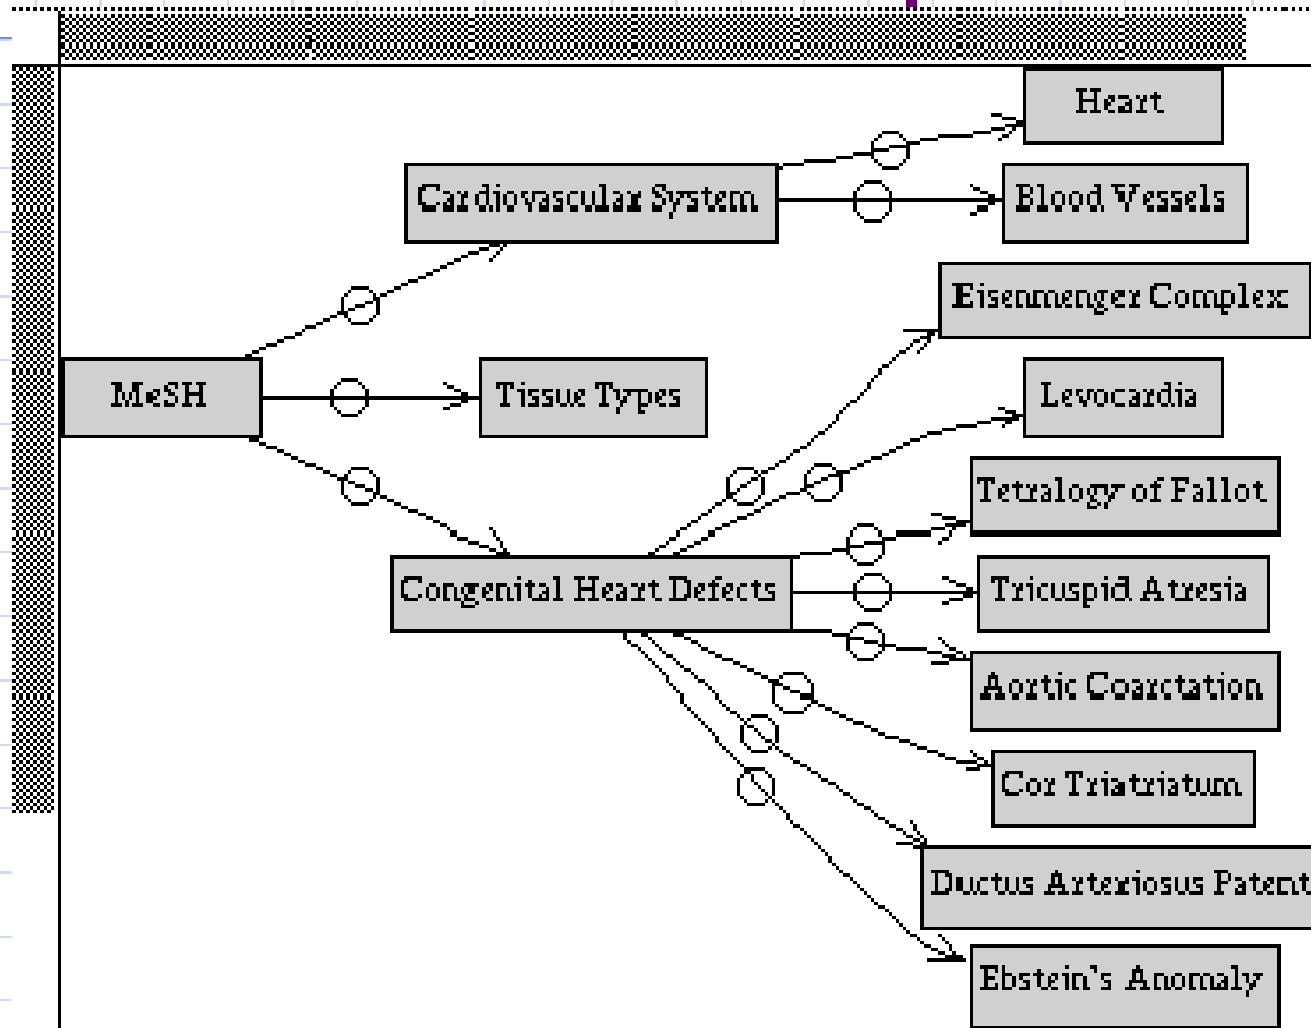 Heart
Cardiovascular System
Blood Vessels
Eisenmenger Complex
MeSH
Tissue Types
Levocardia
Tetralogy of Fallot
Congenital Heart Defects
Tricuspid Atresia
Aortic Coarctation
Cor Triatriatum
Ductus Arteriosus Patent
Ebstein's Anomaly